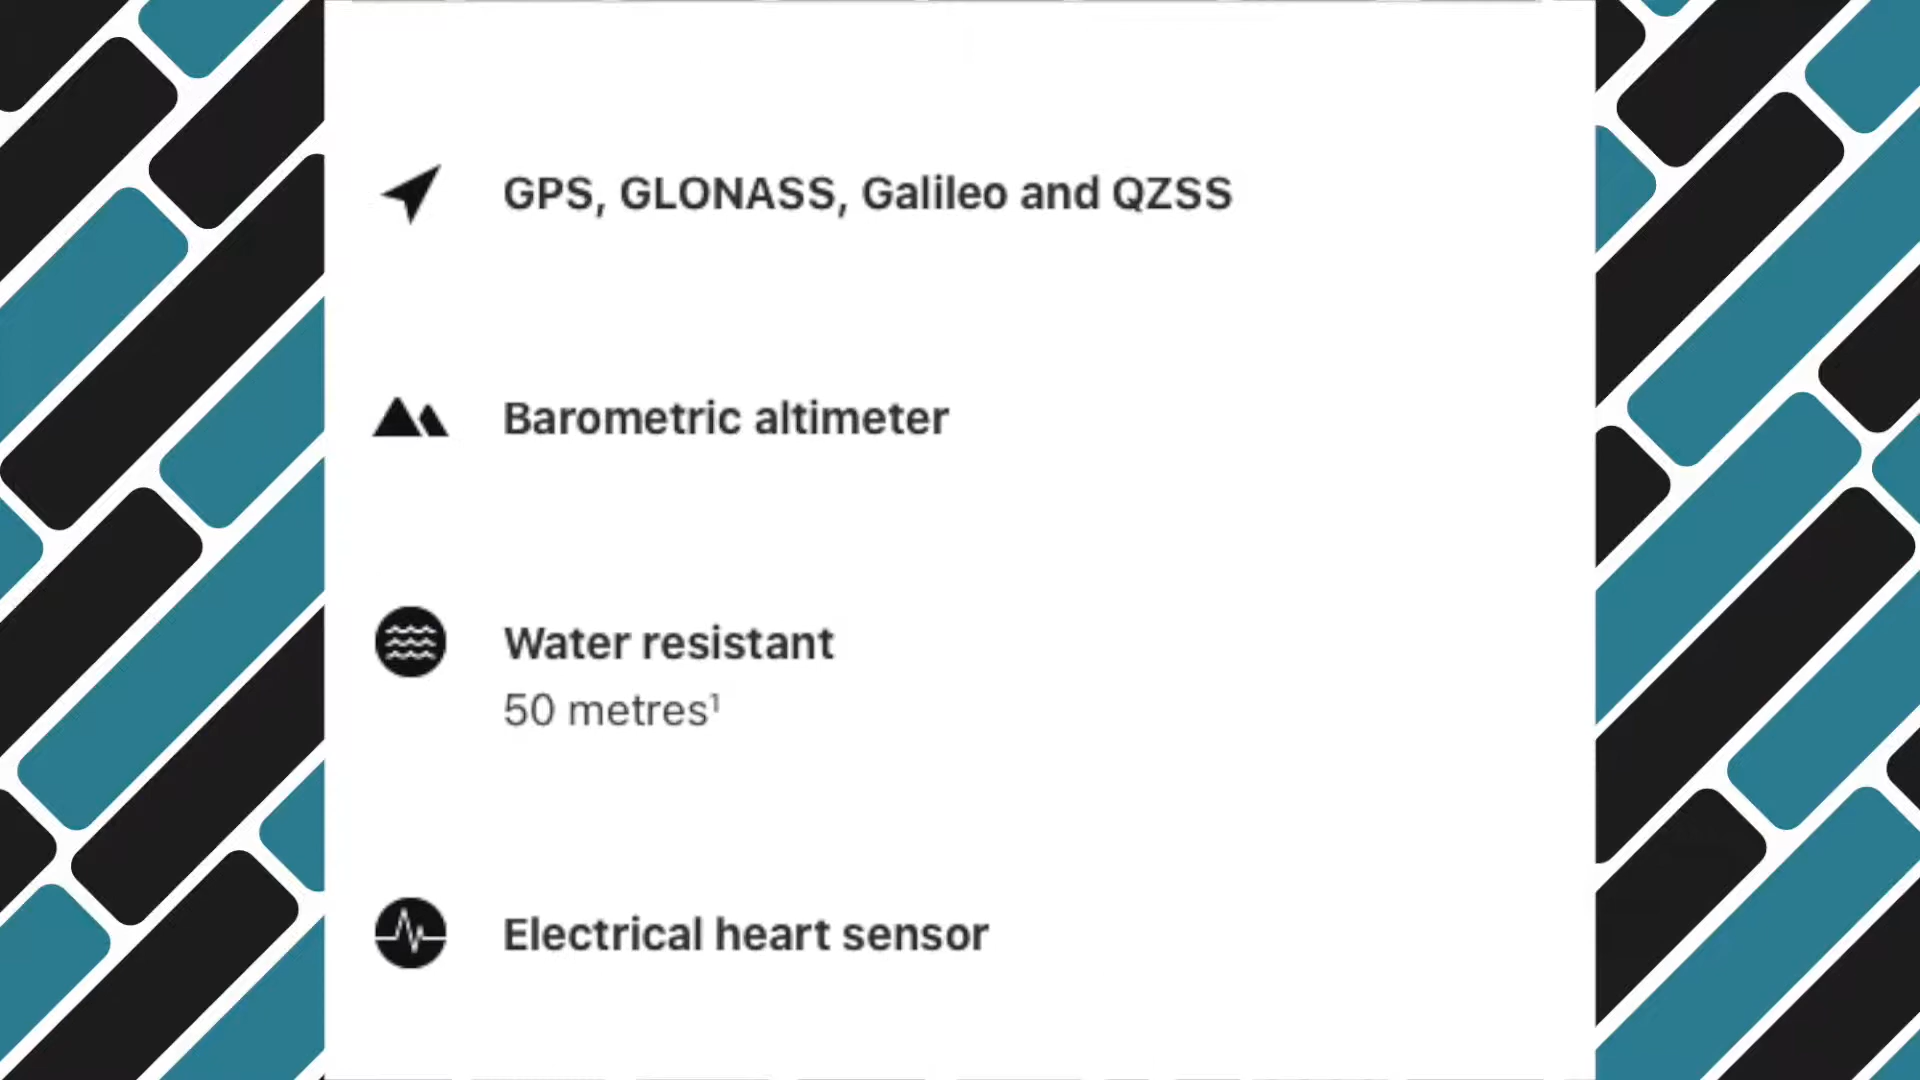 GPS, GLONASS, Galileo and QZSS
Barometric altimeter
Water resistant
50 metres¹
Electrical heart sensor